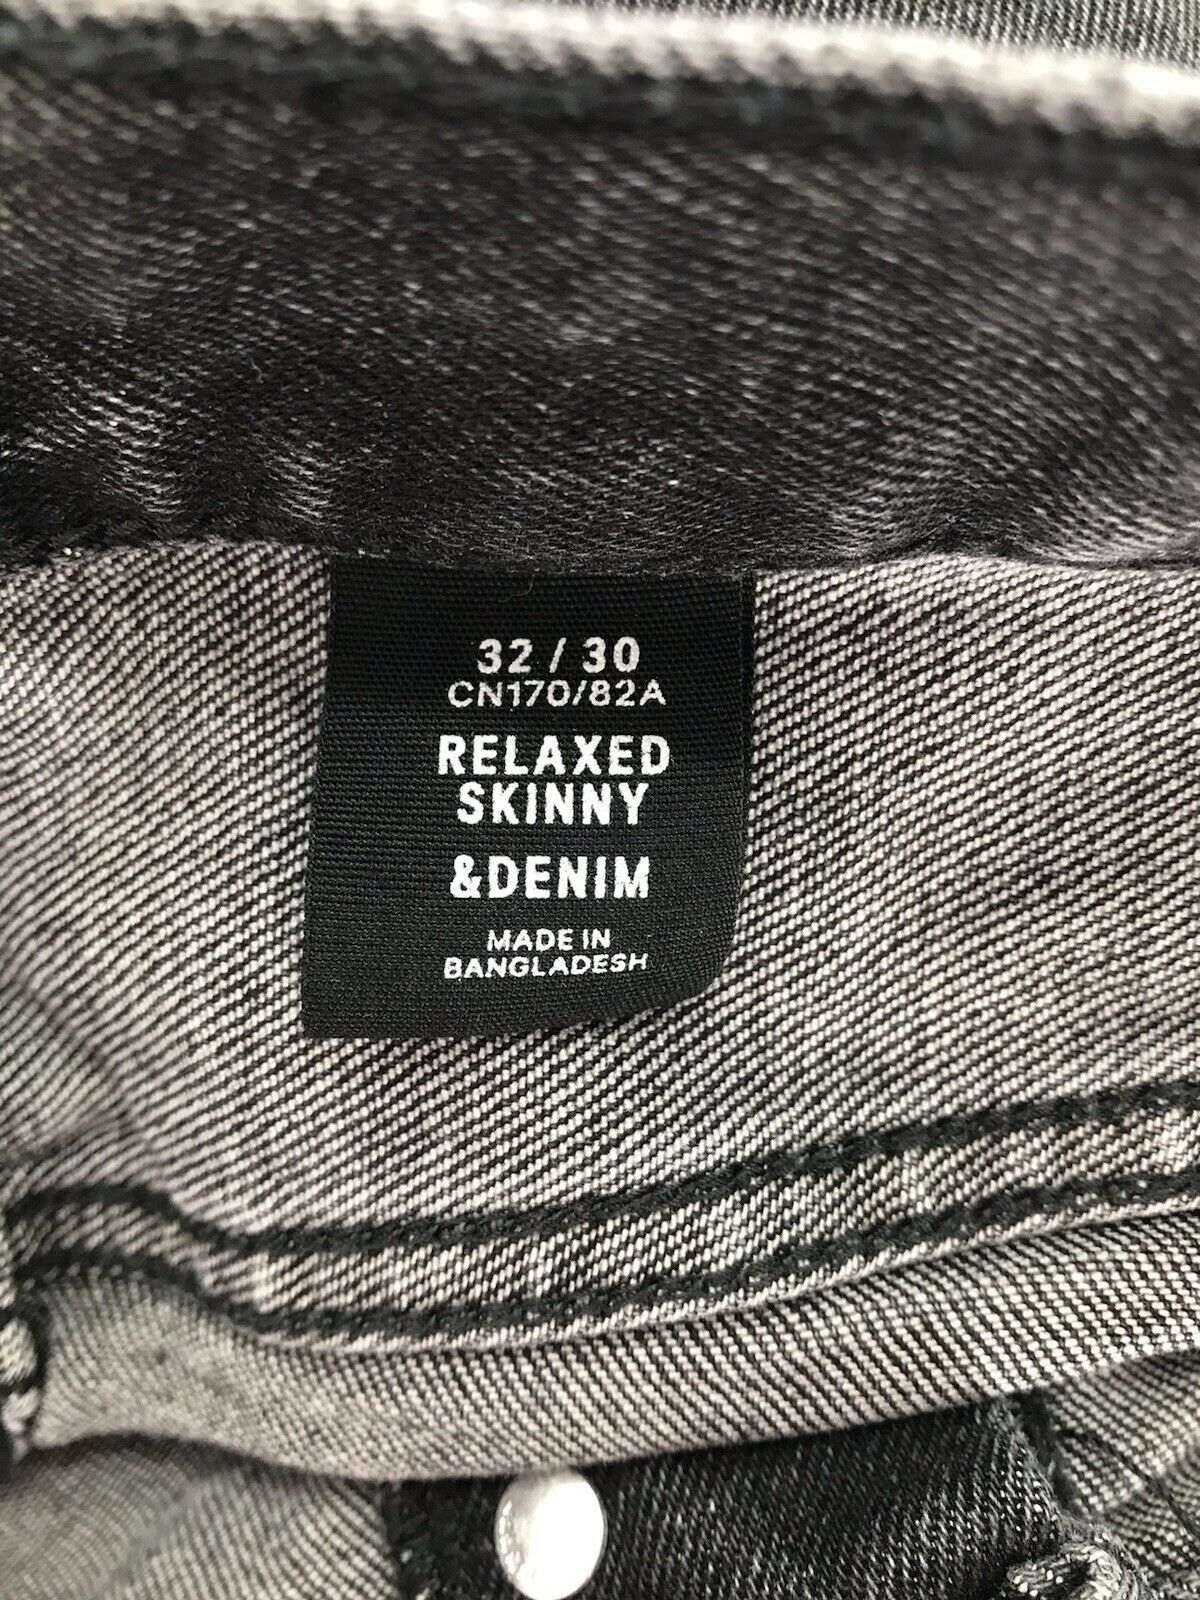 32 / 30
CN170/82A
RELAXED
SKINNY
&DENIM
MADE IN
BANGLADESH